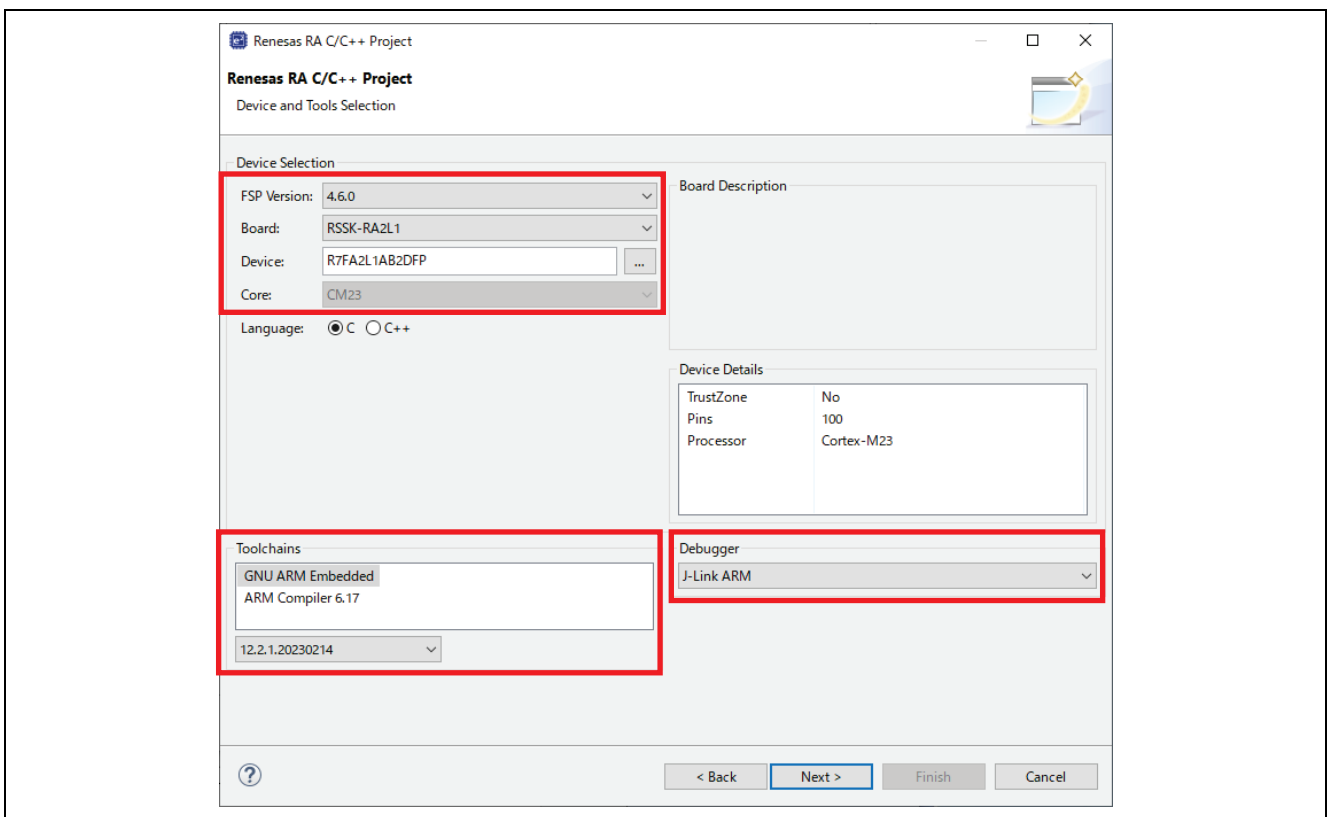 Renesas RA C/C++ Project
Renesas RA C/C++ Project
Device and Tools Selection
Device Selection
FSP Version: 4.6.0
Board: RSSK-RA2L1
Device: R7FA2L1AB2DFP ...
Core: CM23
Language: C C++
Board Description
Device Details
TrustZone No
Pins 100
Processor Cortex-M23
Toolchains
GNU ARM Embedded
ARM Compiler 6.17
12.2.1.20230214
Debugger
J-Link ARM
? < Back Next > Finish Cancel